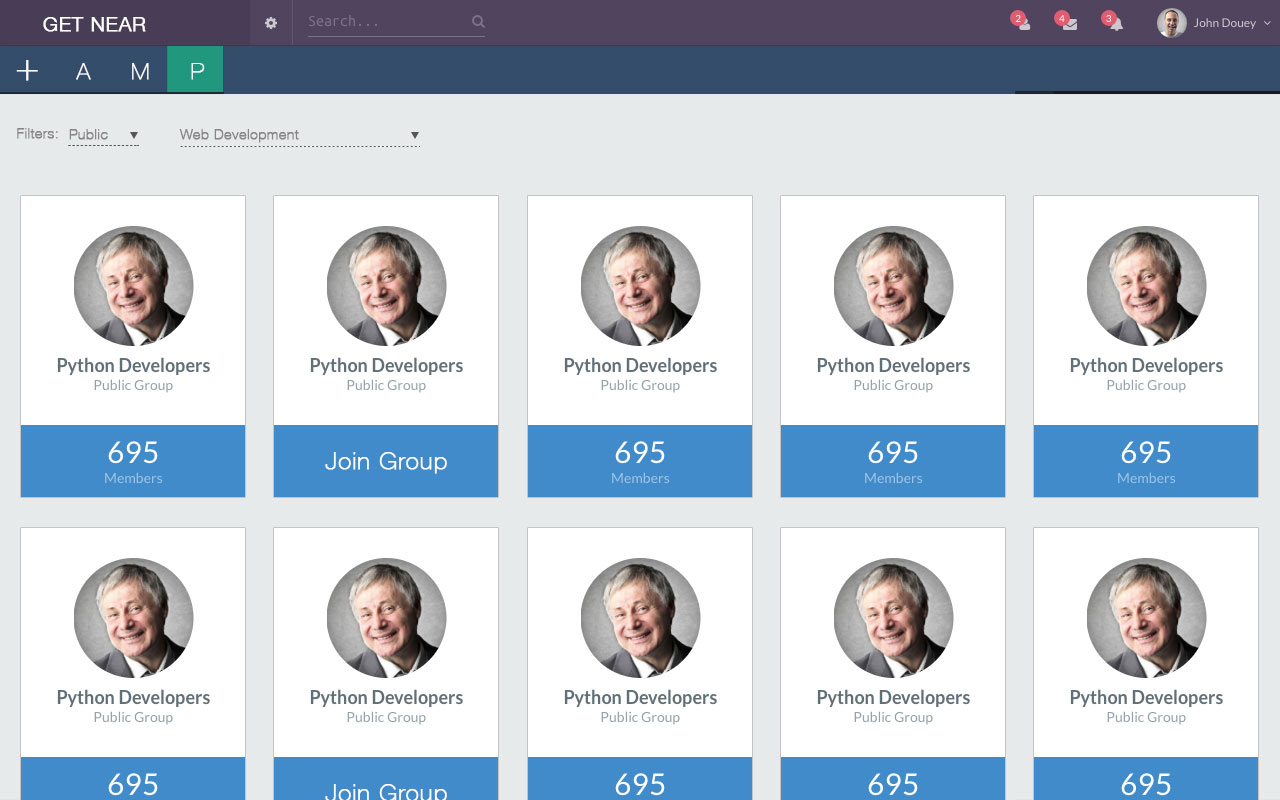 GET NEAR
Search...
2
4
3
John Douey
A M P
Filters: Public Web Development
Python Developers Python Developers Python Developers Python Developers Python Developers
Public Group Public Group Public Group Public Group Public Group
695 Join Group 695 695 695
Members Members Members Members
Python Developers Python Developers Python Developers Python Developers Python Developers
Public Group Public Group Public Group Public Group Public Group
695 Join Group 695 695 695